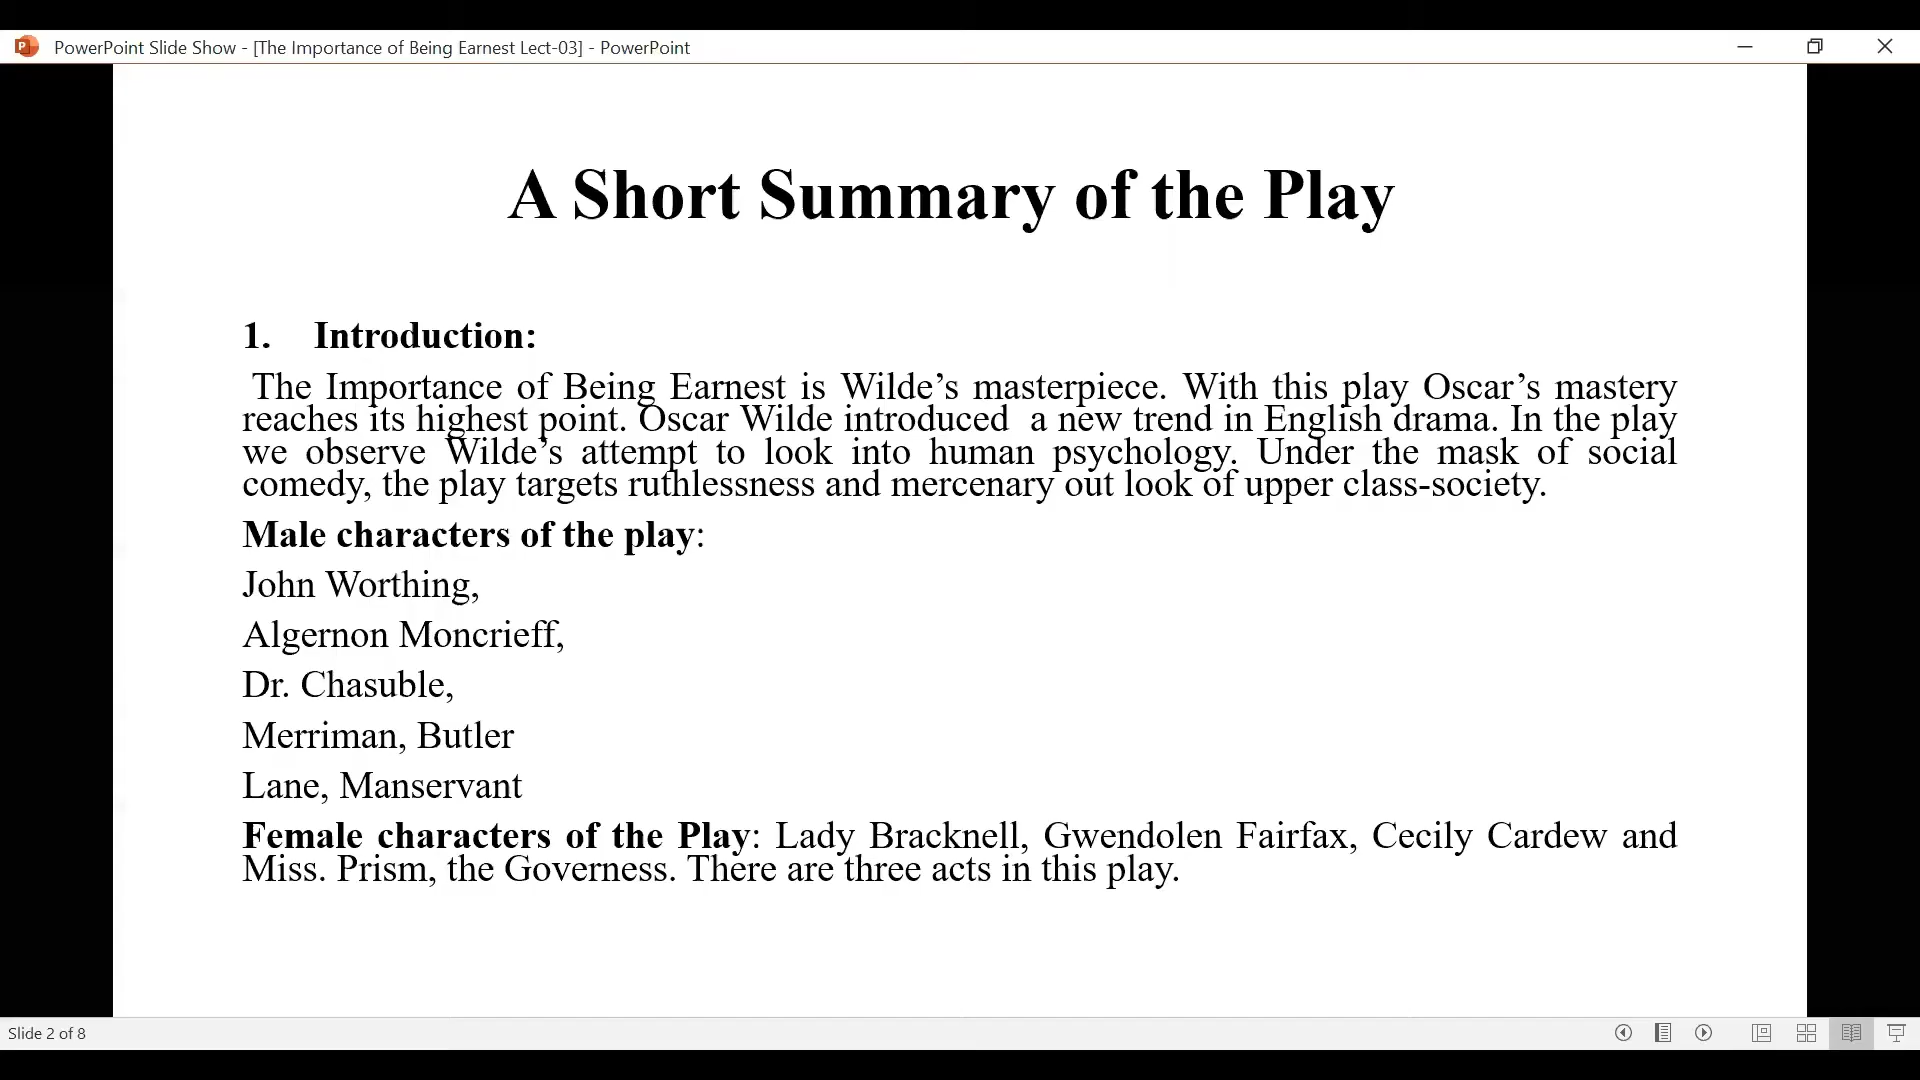 PowerPoint Slide Show - [The Importance of Being Earnest Lect-03] - PowerPoint
A Short Summary of the Play
1. Introduction:
The Importance of Being Earnest is Wilde’s masterpiece. With this play Oscar’s mastery
reaches its highest point. Oscar Wilde introduced  a new trend in English drama. In the play
we observe Wilde’s attempt to look into human psychology. Under the mask of social
comedy, the play targets ruthlessness and mercenary out look of upper class-society.
Male characters of the play:
John Worthing,
Algernon Moncrieff,
Dr. Chasuble,
Merriman, Butler
Lane, Manservant
Female characters of the Play: Lady Bracknell, Gwendolen Fairfax, Cecily Cardew and
Miss. Prism, the Governess. There are three acts in this play.
Slide 2 of 8